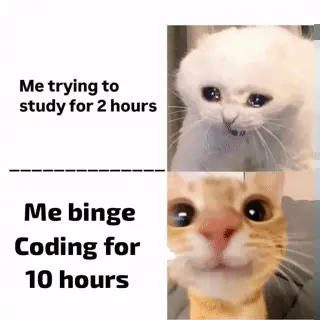 Me trying to
study for 2 hours
Me binge
Coding for
10 hours